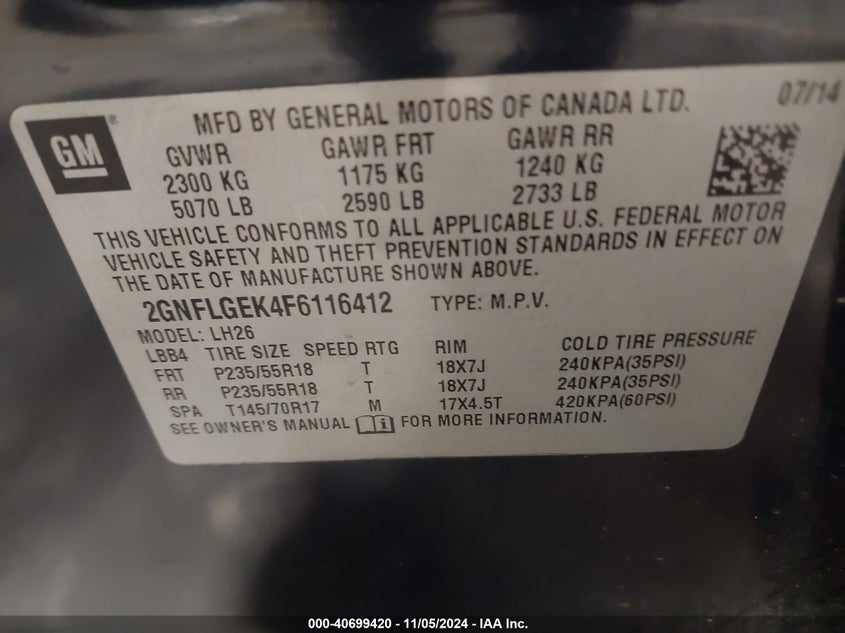 07/14
MFD BY GENERAL MOTORS OF CANADA LTD.
GM®
GVWR GAWR FRT GAWR RR
2300 KG 1175 KG 1240 KG
5070 LB 2590 LB 2733 LB
THIS VEHICLE CONFORMS TO ALL APPLICABLE U.S. FEDERAL MOTOR
VEHICLE SAFETY AND THEFT PREVENTION STANDARDS IN EFFECT ON
THE DATE OF MANUFACTURE SHOWN ABOVE.
2GNFLGEK4F6116412 TYPE: M.P.V.
MODEL: LH26
LBB4 TIRE SIZE SPEED RTG RIM COLD TIRE PRESSURE
FRT P235/55R18 T 18X7J 240KPA(35PSI)
RR P235/55R18 T 18X7J 240KPA(35PSI)
SPA T145/70R17 M 17X4.5T 420KPA(60PSI)
SEE OWNER'S MANUAL FOR MORE INFORMATION.
000-40699420 - 11/05/2024 - IAA Inc.